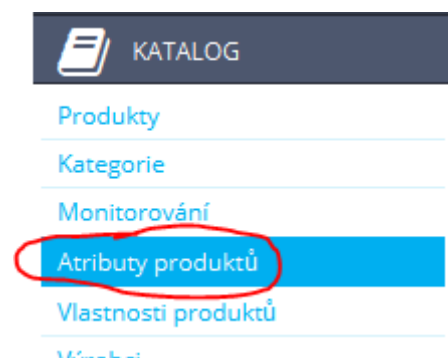 KATALOG
Produkty
Kategorie
Monitorování
Atributy produktů
Vlastnosti produktů